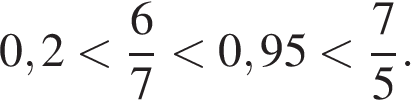 0,2 < 6/7 < 0,95 < 7/5.